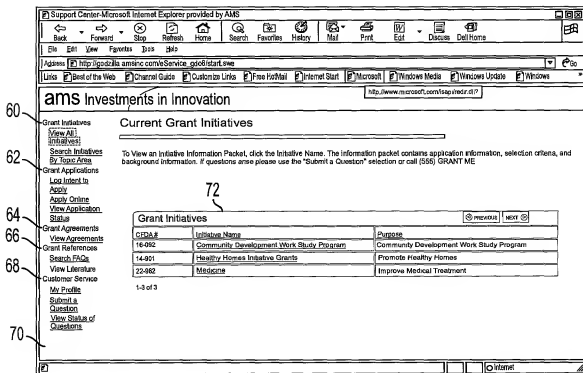 Support Center-Microsoft Internet Explorer provided by AMS
Back Forward Stop Refresh Home Search Favorites History Mail Print Edit Discuss Dell Home
File Edit View Favorites Tools Help
Address http://godzilla.amsinc.com/eService_gdo6/start.swe Go
Links Best of the Web Channel Guide Customize Links Free HotMail Internet Start Microsoft Windows Media Windows Update Windows
http://www.microsoft.com/isapi/redir.dl?
ams Investments in Innovation
60
Grant Initiatives
View All
Initiatives
Search Initiatives
By Topic Area
62
Grant Applications
Log Intent to
Apply
Apply Online
View Application
Status
64
Grant Agreements
View Agreements
66
Grant References
Search FAQs
View Literature
68
Customer Service
My Profile
Submit a
Question
View Status of
Questions
70
Current Grant Initiatives
To View an Initiative Information Packet, click the Initiative Name. The information packet contains application information, selection criteria, and
background information. If questions arise please use the "Submit a Question" selection or call (555) GRANT ME
72
Grant Initiatives PREVIOUS NEXT
CFDA # Initiative Name Purpose
16-092 Community Development Work Study Program Community Development Work Study Program
14-901 Healthy Homes Initiative Grants Promote Healthy Homes
22-962 Medicine Improve Medical Treatment
1-3 of 3
Internet